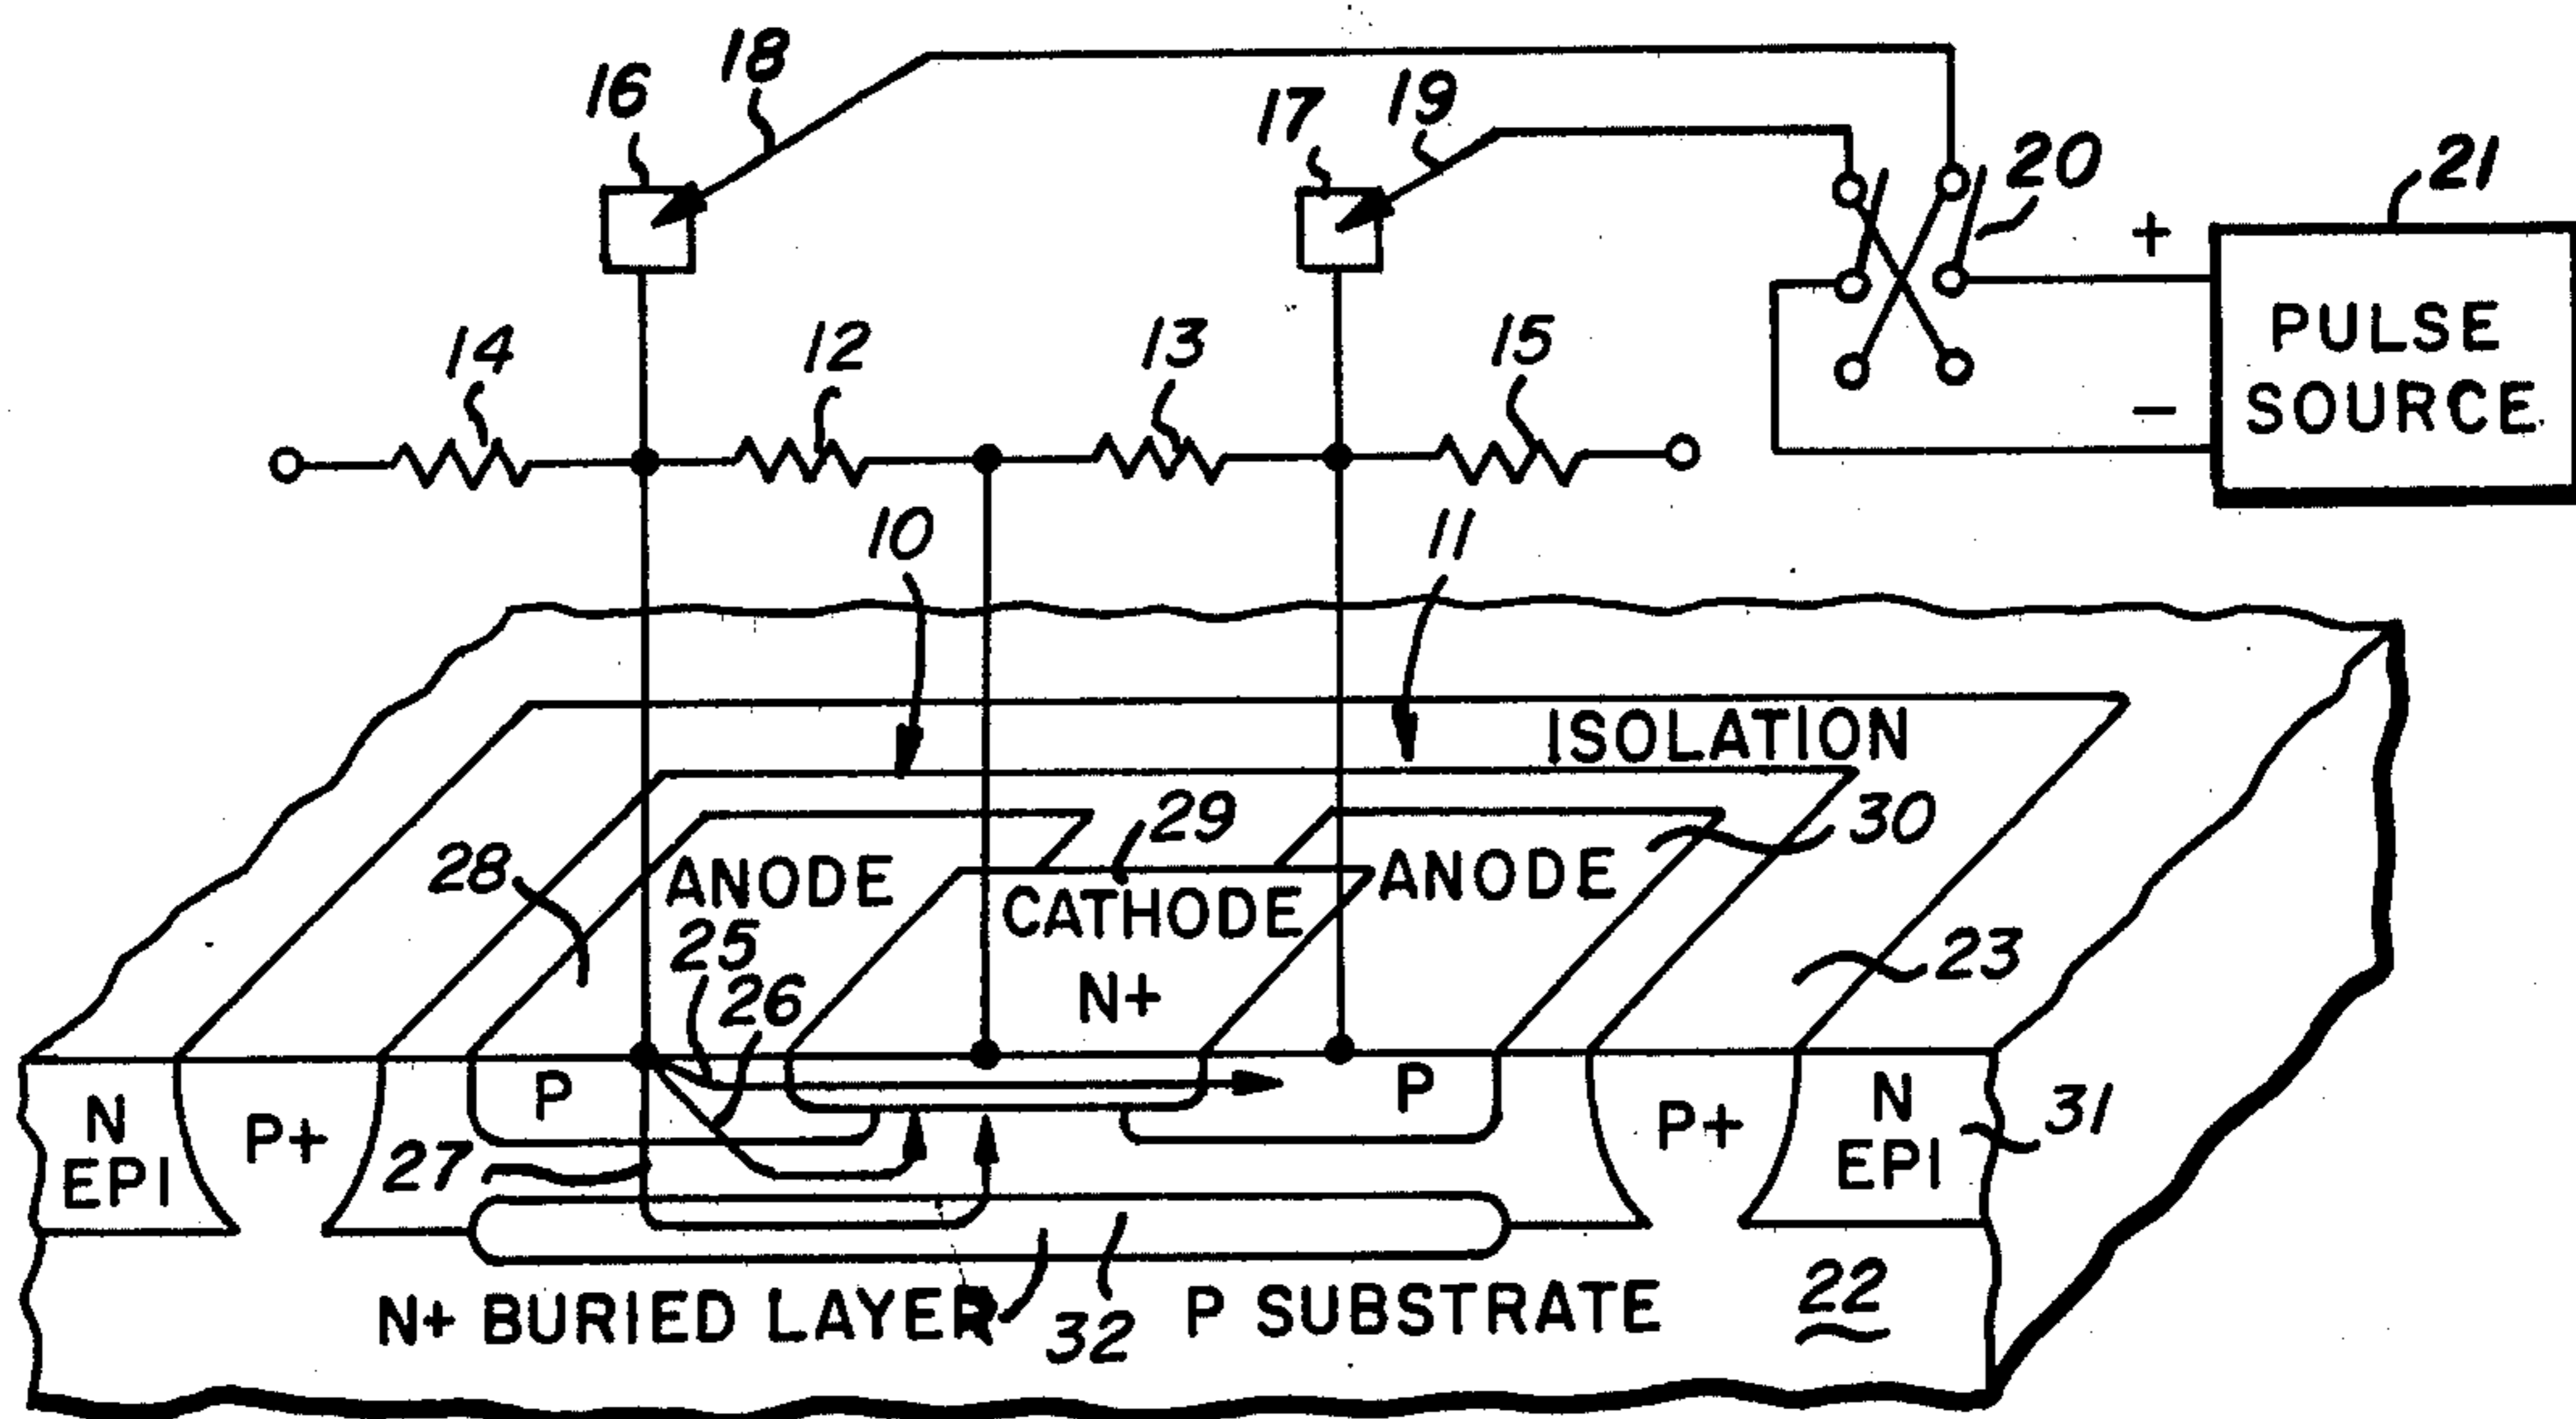 18
16
17
19
20
21
+
PULSE
SOURCE
−
14
12
13
15
10
11
ISOLATION
29
30
28
ANODE
CATHODE
ANODE
25
26
N+
23
P
P
N
EPI
P+
27
P+
N
EPI
31
N+ BURIED LAYER
32
P SUBSTRATE
22